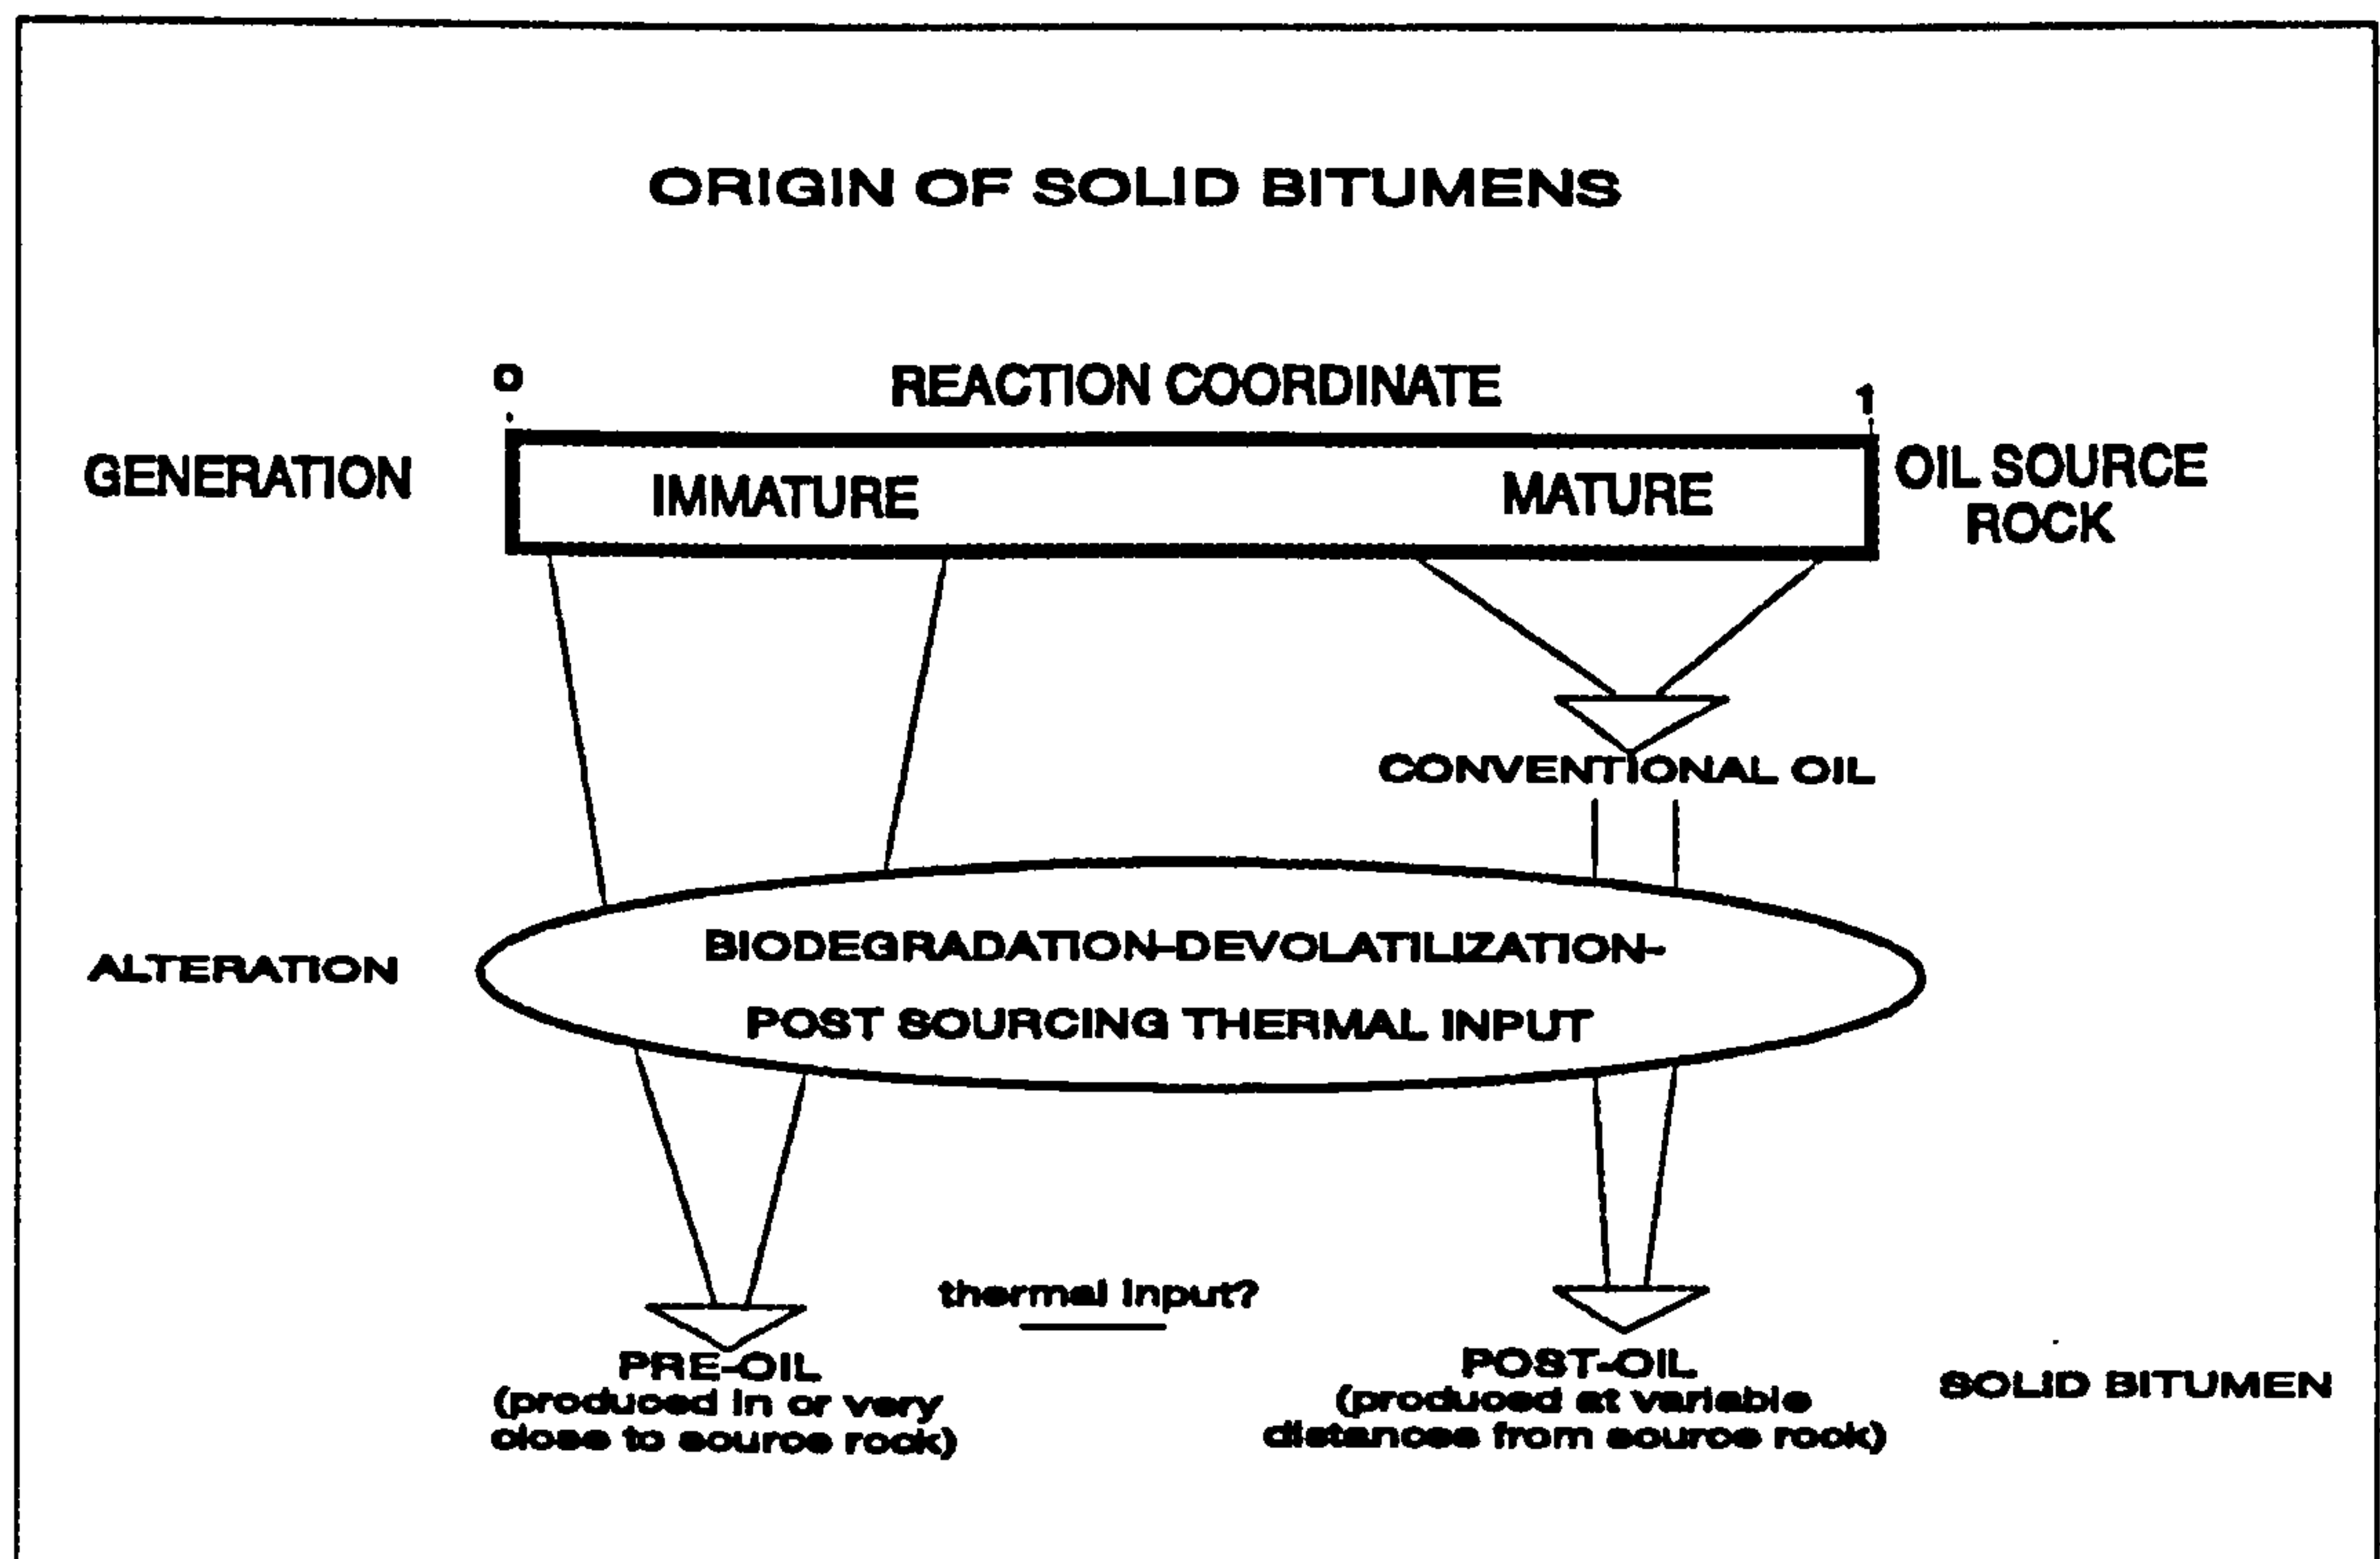 ORIGIN OF SOLID BITUMENS
0
REACTION COORDINATE
1
GENERATION
IMMATURE
MATURE
OIL SOURCE
ROCK
CONVENTIONAL OIL
ALTERATION
BIODEGRADATION-DEVOLATILIZATION-
POST SOURCING THERMAL INPUT
thermal input?
PRE-OIL
(produced in or very
close to source rock)
POST-OIL
(produced at variable
distances from source rock)
SOLID BITUMEN